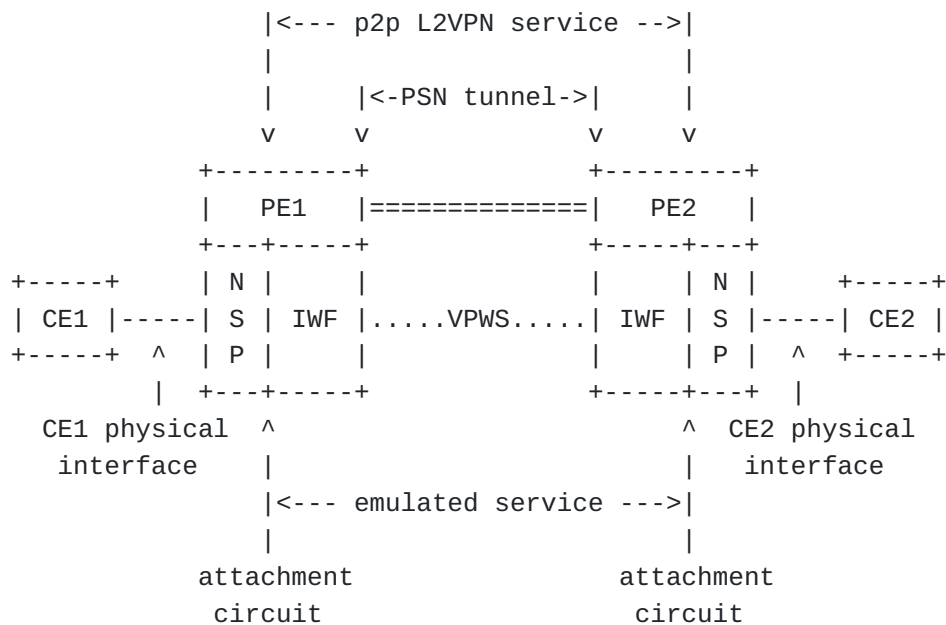 |<--- p2p L2VPN service -->|
|                          |
|     |<-PSN tunnel->|     |
v     v              v     v
+---------+              +---------+
|   PE1   |==============|   PE2   |
+---+-----+              +-----+---+
+-----+     | N |     |              |     | N |     +-----+
| CE1 |-----| S | IWF |.....VPWS.....| IWF | S |-----| CE2 |
+-----+  ^  | P |     |              |     | P |  ^  +-----+
|  +---+-----+              +-----+---+  |
CE1 physical  ^                          ^  CE2 physical
interface    |                          |   interface
|<--- emulated service --->|
|                          |
attachment                 attachment
circuit                    circuit